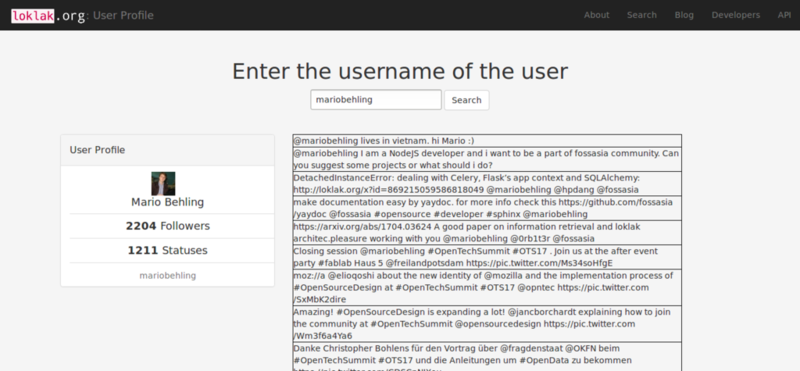 loklak.org: User Profile
About Search Blog Developers API
Enter the username of the user
mariobehling
Search
User Profile
Mario Behling
2204 Followers
1211 Statuses
mariobehling
@mariobehling lives in vietnam. hi Mario :)
@mariobehling I am a NodeJS developer and i want to be a part of fossasia community. Can
you suggest some projects or what should i do?
DetachedInstanceError: dealing with Celery, Flask's app context and SQLAlchemy:
http://loklak.org/x?id=869215059586818049 @mariobehling @hpdang @fossasia
make documentation easy by yaydoc. for more info check this https://github.com/fossasia
/yaydoc @fossasia #opensource #developer #sphinx @mariobehling
https://arxiv.org/abs/1704.03624 A good paper on information retrieval and loklak
architec.pleasure working with you @mariobehling @0rb1t3r @fossasia
Closing session @mariobehling #OpenTechSummit #OTS17 . Join us at the after event
party #fablab Haus 5 @freilandpotsdam https://pic.twitter.com/Ms34soHfgE
moz://a @elioqoshi about the new identity of @mozilla and the implementation process of
#OpenSourceDesign at #OpenTechSummit #OTS17 @opntec https://pic.twitter.com
/SxMbK2dire
Amazing! #OpenSourceDesign is expanding a lot! @jancborchardt explaining how to join
the community at #OpenTechSummit @opensourcedesign https://pic.twitter.com
/Wm3f6a4Ya6
Danke Christopher Bohlens für den Vortrag über @fragdenstaat @OKFN beim
#OpenTechSummit #OTS17 und die Anleitungen um #OpenData zu bekommen